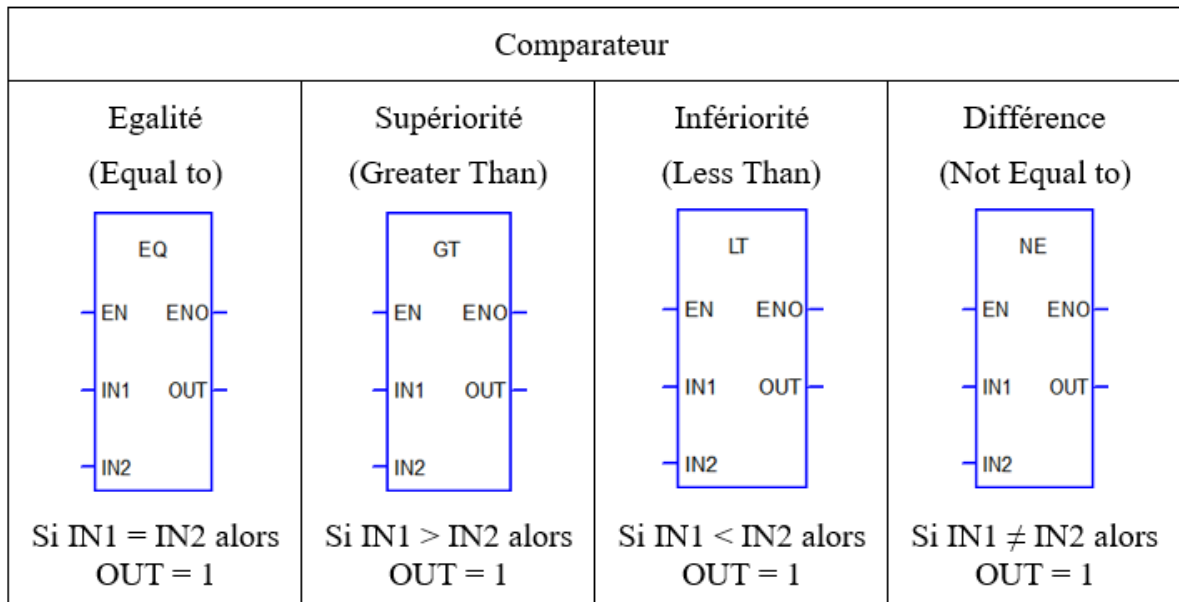 Comparateur
Egalité
(Equal to)
EQ
EN ENO
IN1 OUT
IN2
Si IN1 = IN2 alors
OUT = 1
Supériorité
(Greater Than)
GT
EN ENO
IN1 OUT
IN2
Si IN1 > IN2 alors
OUT = 1
Infériorité
(Less Than)
LT
EN ENO
IN1 OUT
IN2
Si IN1 < IN2 alors
OUT = 1
Différence
(Not Equal to)
NE
EN ENO
IN1 OUT
IN2
Si IN1 ≠ IN2 alors
OUT = 1